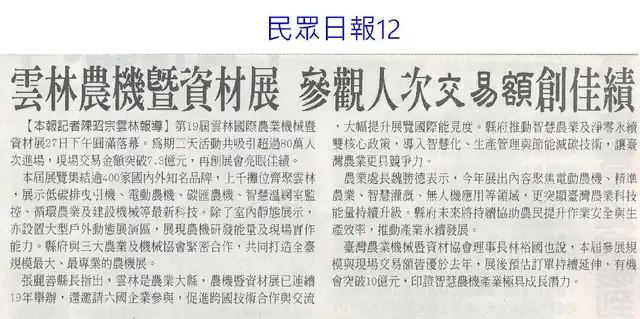 民眾日報12
雲林農機暨資材展 參觀人次交易額創佳績
【本報記者陳昭宗雲林報導】第19屆雲林國際農業機械暨
資材展27日下午圓滿落幕。為期三天活動共吸引超過80萬人
次進場，現場交易金額突破7.3億元，再創展會亮眼佳績。
本屆展覽集結逾400家國內外知名品牌，上千攤位齊聚雲林
，展示低碳排曳引機、電動農機、碳匯農機、智慧溫網室監
控、循環農業及建設機械等最新科技。除了室內靜態展示，
亦設置大型戶外動態展演區，展現農機研發能量及現場實作
能力。縣府與三大農業及機械協會緊密合作，共同打造全臺
規模最大、最專業的農機展。
張麗善縣長指出，雲林是農業大縣，農機暨資材展已連續
19年舉辦，還邀請六國企業參與，促進跨國技術合作與交流
，大幅提升展覽國際能見度。縣府推動智慧農業及淨零永續
雙核心政策，導入智慧化、生產管理與節能減碳技術，讓臺
灣農業更具競爭力。
農業處長魏勝德表示，今年展出內容聚焦電動農機、精準
農業、智慧灌溉、無人機應用等領域，更突顯臺灣農業科技
能量持續升級。縣府未來將持續協助農民提升作業安全與生
產效率，推動產業永續發展。
臺灣農業機械暨資材協會理事長林裕國也說，本屆參展規
模與現場交易額皆優於去年，展後預估訂單持續延伸，有機
會突破10億元，印證智慧農機產業極具成長潛力。